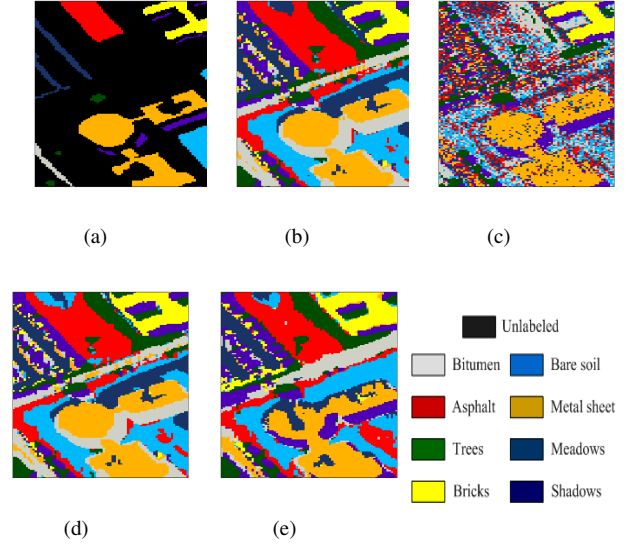 (a)
(b)
(c)
(d)
(e)
Unlabeled
Bitumen
Bare soil
Asphalt
Metal sheet
Trees
Meadows
Bricks
Shadows